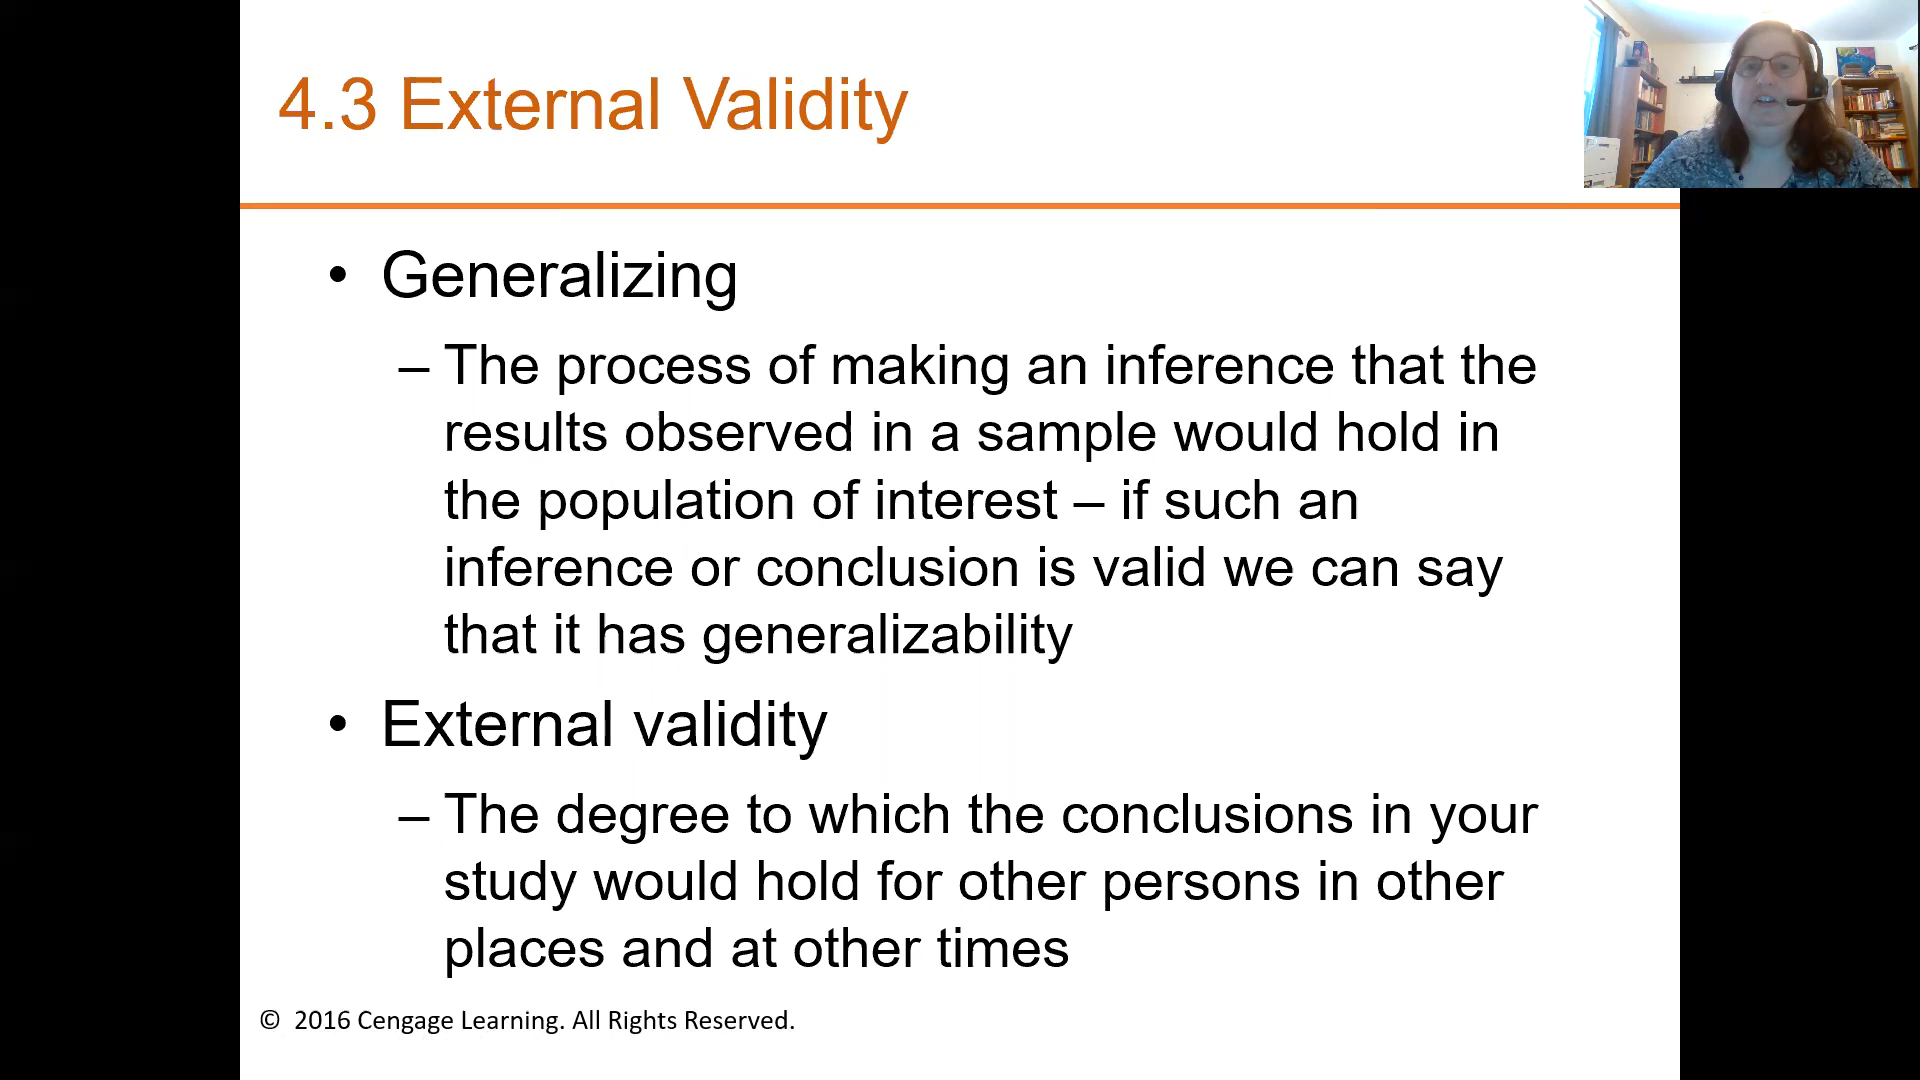 4.3 External Validity
• Generalizing
– The process of making an inference that the
results observed in a sample would hold in
the population of interest – if such an
inference or conclusion is valid we can say
that it has generalizability
• External validity
– The degree to which the conclusions in your
study would hold for other persons in other
places and at other times
© 2016 Cengage Learning. All Rights Reserved.